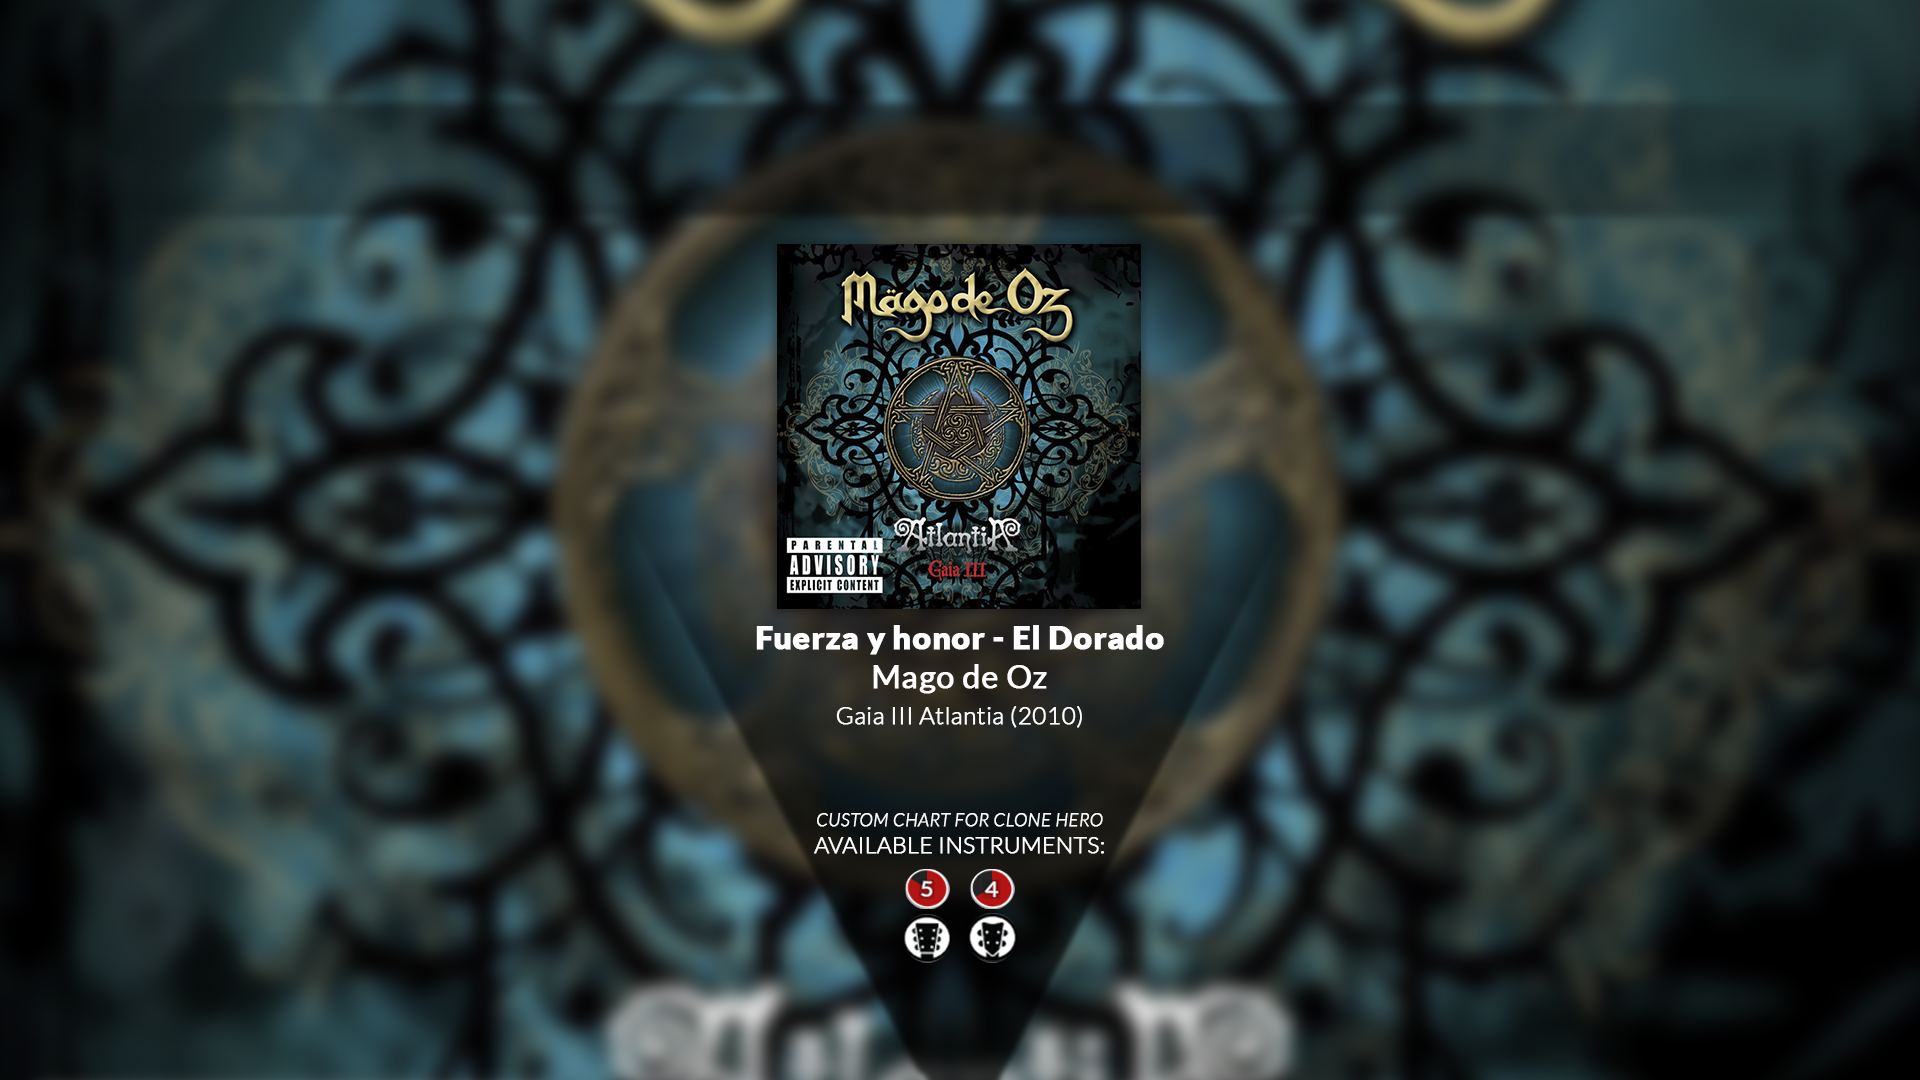 Mägo de Oz
AtlantiA
Gaia III
PARENTAL
ADVISORY
EXPLICIT CONTENT
Fuerza y honor - El Dorado
Mago de Oz
Gaia III Atlantia (2010)
CUSTOM CHART FOR CLONE HERO
AVAILABLE INSTRUMENTS:
5 4